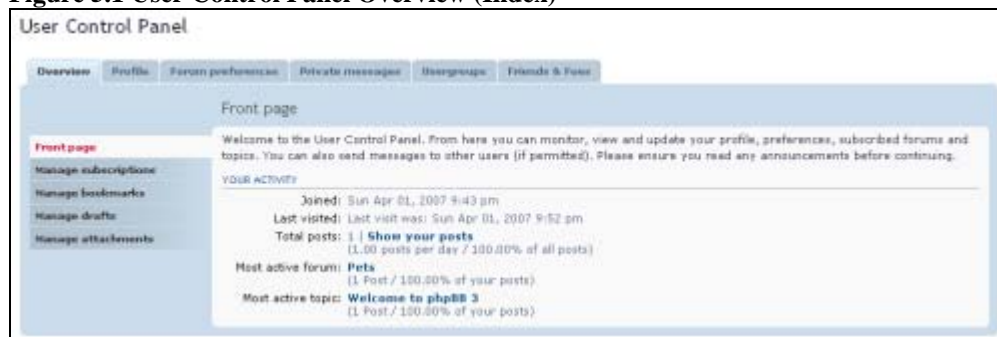 Figure 3.1 User Control Panel Overview (Index)
User Control Panel
Overview Profile Forum preferences Private messages Usergroups Friends & Foes
Front page
Front page
Manage subscriptions
Manage bookmarks
Manage drafts
Manage attachments
Welcome to the User Control Panel. From here you can monitor, view and update your profile, preferences, subscribed forums and
topics. You can also send messages to other users (if permitted). Please ensure you read any announcements before continuing.
YOUR ACTIVITY
Joined: Sun Apr 01, 2007 9:43 pm
Last visited: Last visit was: Sun Apr 01, 2007 9:52 pm
Total posts: 1 | Show your posts
(1.00 posts per day / 100.00% of all posts)
Most active forum: Pets
(1 Post / 100.00% of your posts)
Most active topic: Welcome to phpBB 3
(1 Post / 100.00% of your posts)